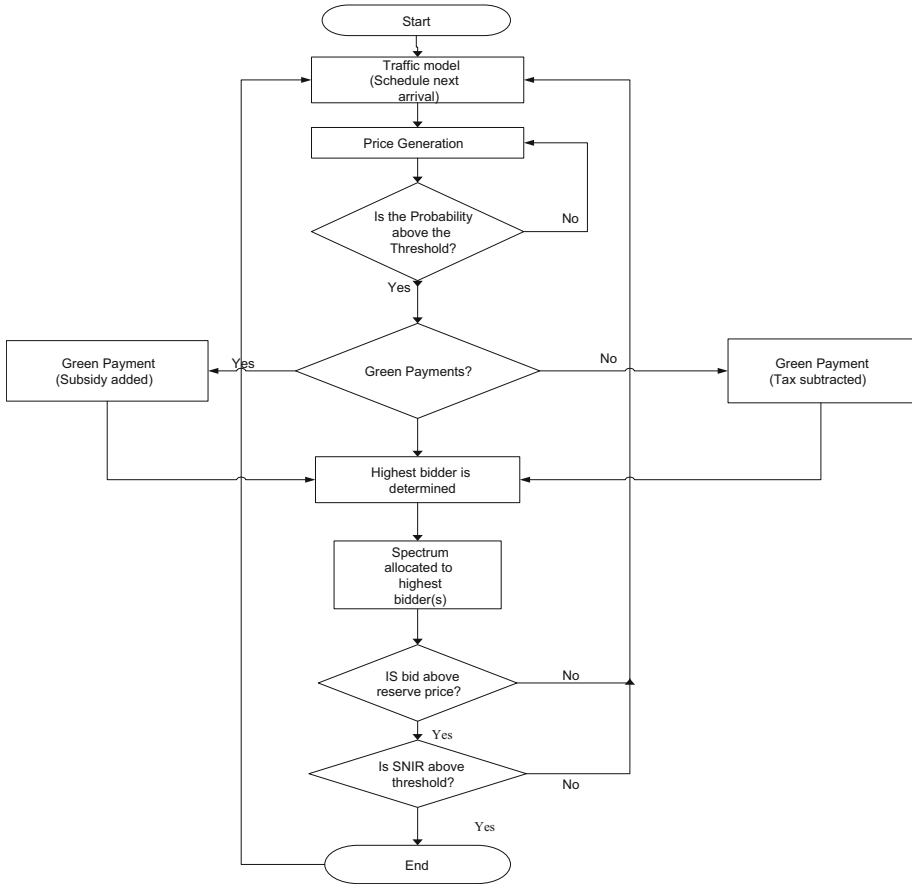 Start
Traffic model
(Schedule next
arrival)
Price Generation
Is the Probability
above the
Threshold?
No
Yes
Green Payment
(Subsidy added)
Yes
Green Payments?
No
Green Payment
(Tax subtracted)
Highest bidder is
determined
Spectrum
allocated to
highest
bidder(s)
IS bid above
reserve price?
No
Yes
Is SNIR above
threshold?
No
Yes
End